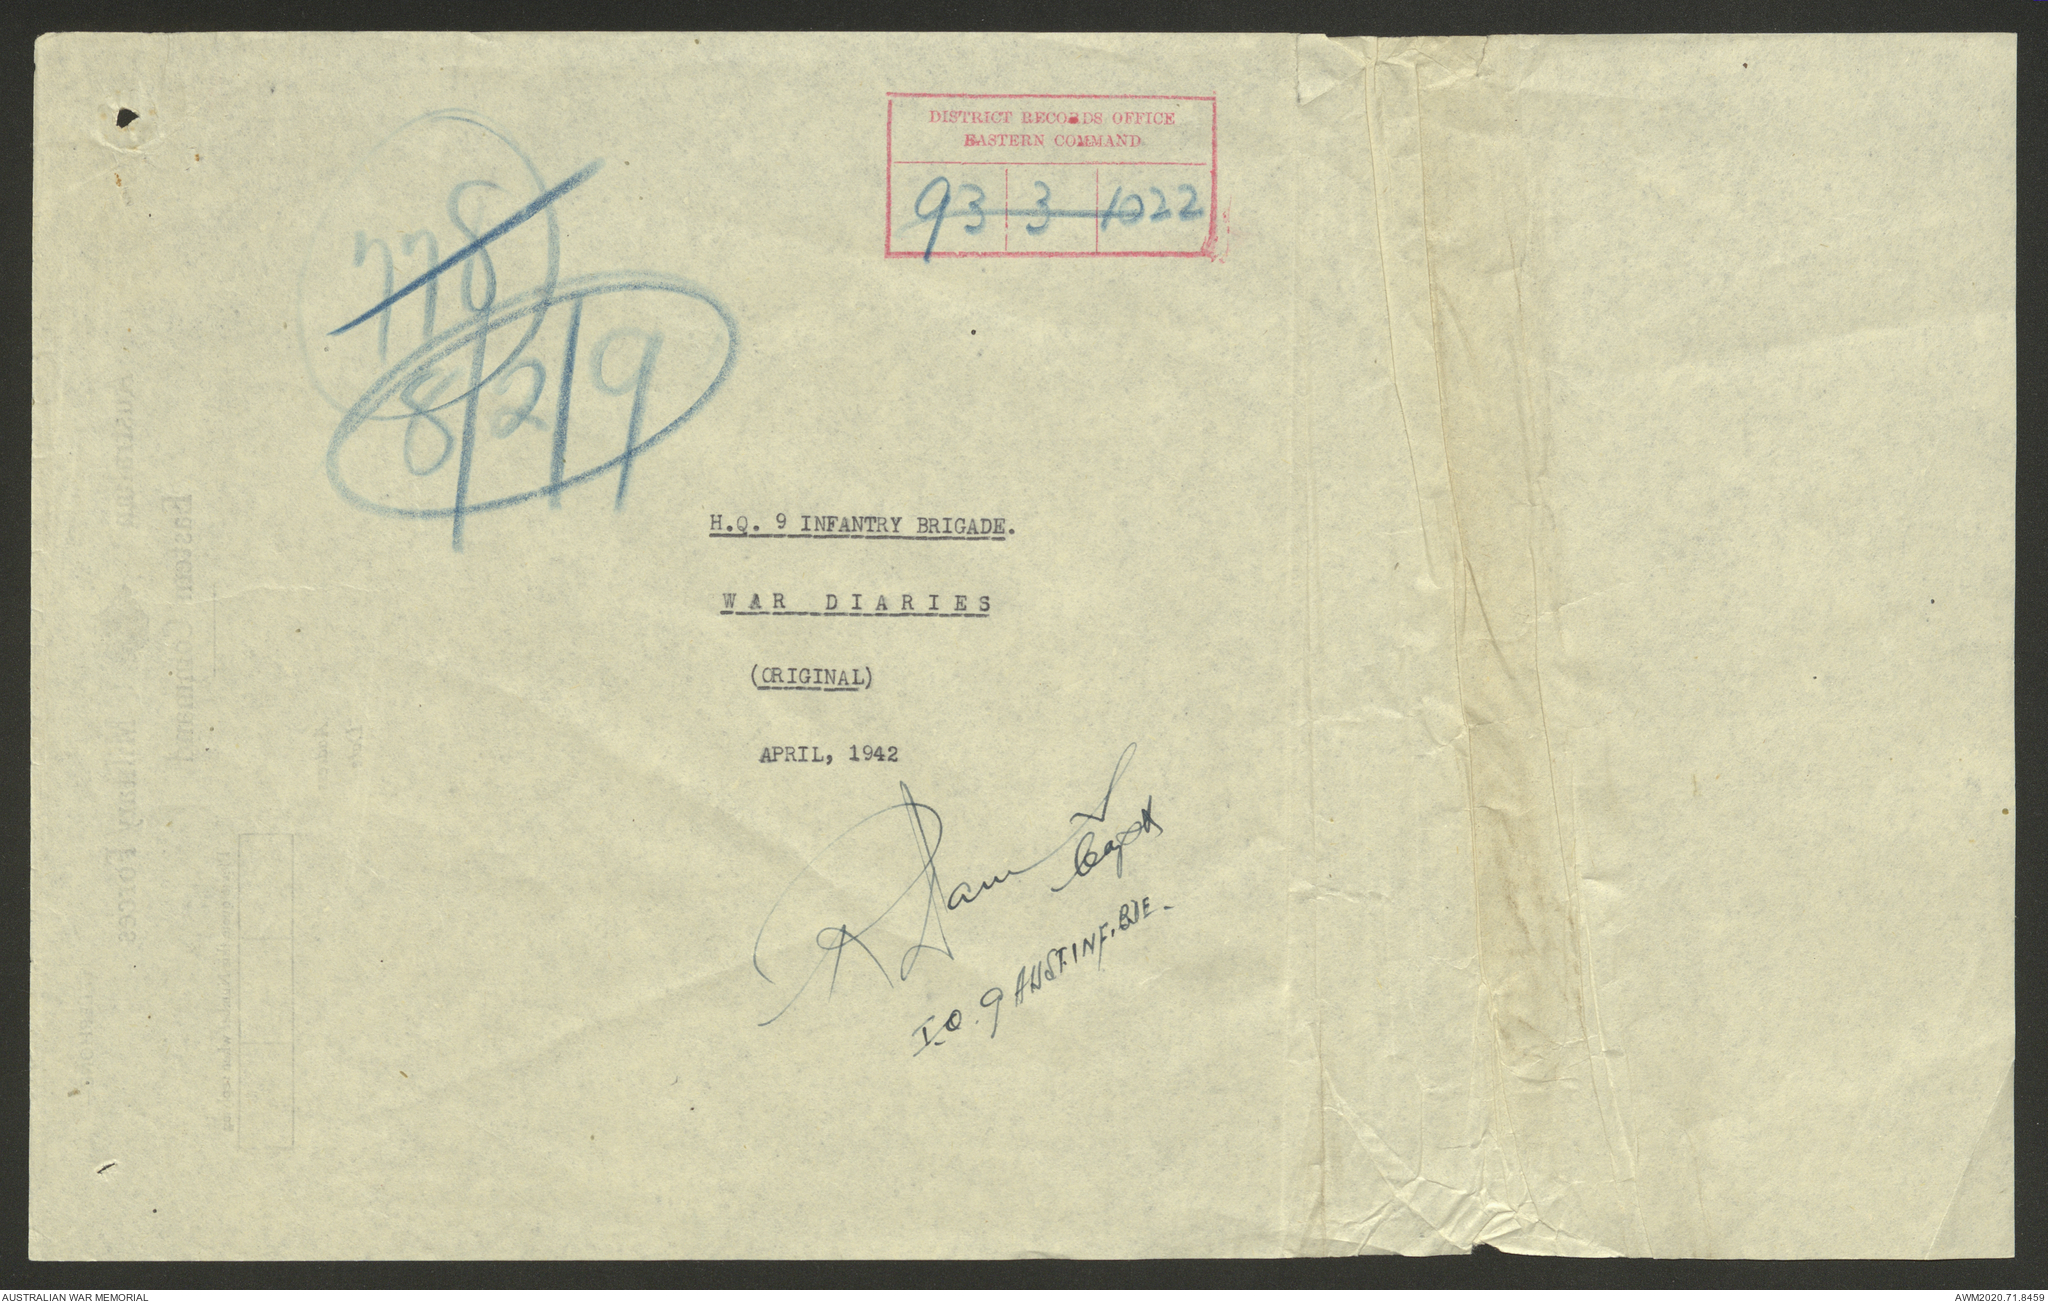 DISTRICT RECORDS OFFICE
EASTERN COMMAND
93 3 1022
778
8/2/9
H.Q. 9 INFANTRY BRIGADE.
WAR DIARIES
(ORIGINAL)
APRIL, 1942
Capt
I.O. 9 AUST.INF.BDE.
AUSTRALIAN WAR MEMORIAL
AWM2020.71.8459